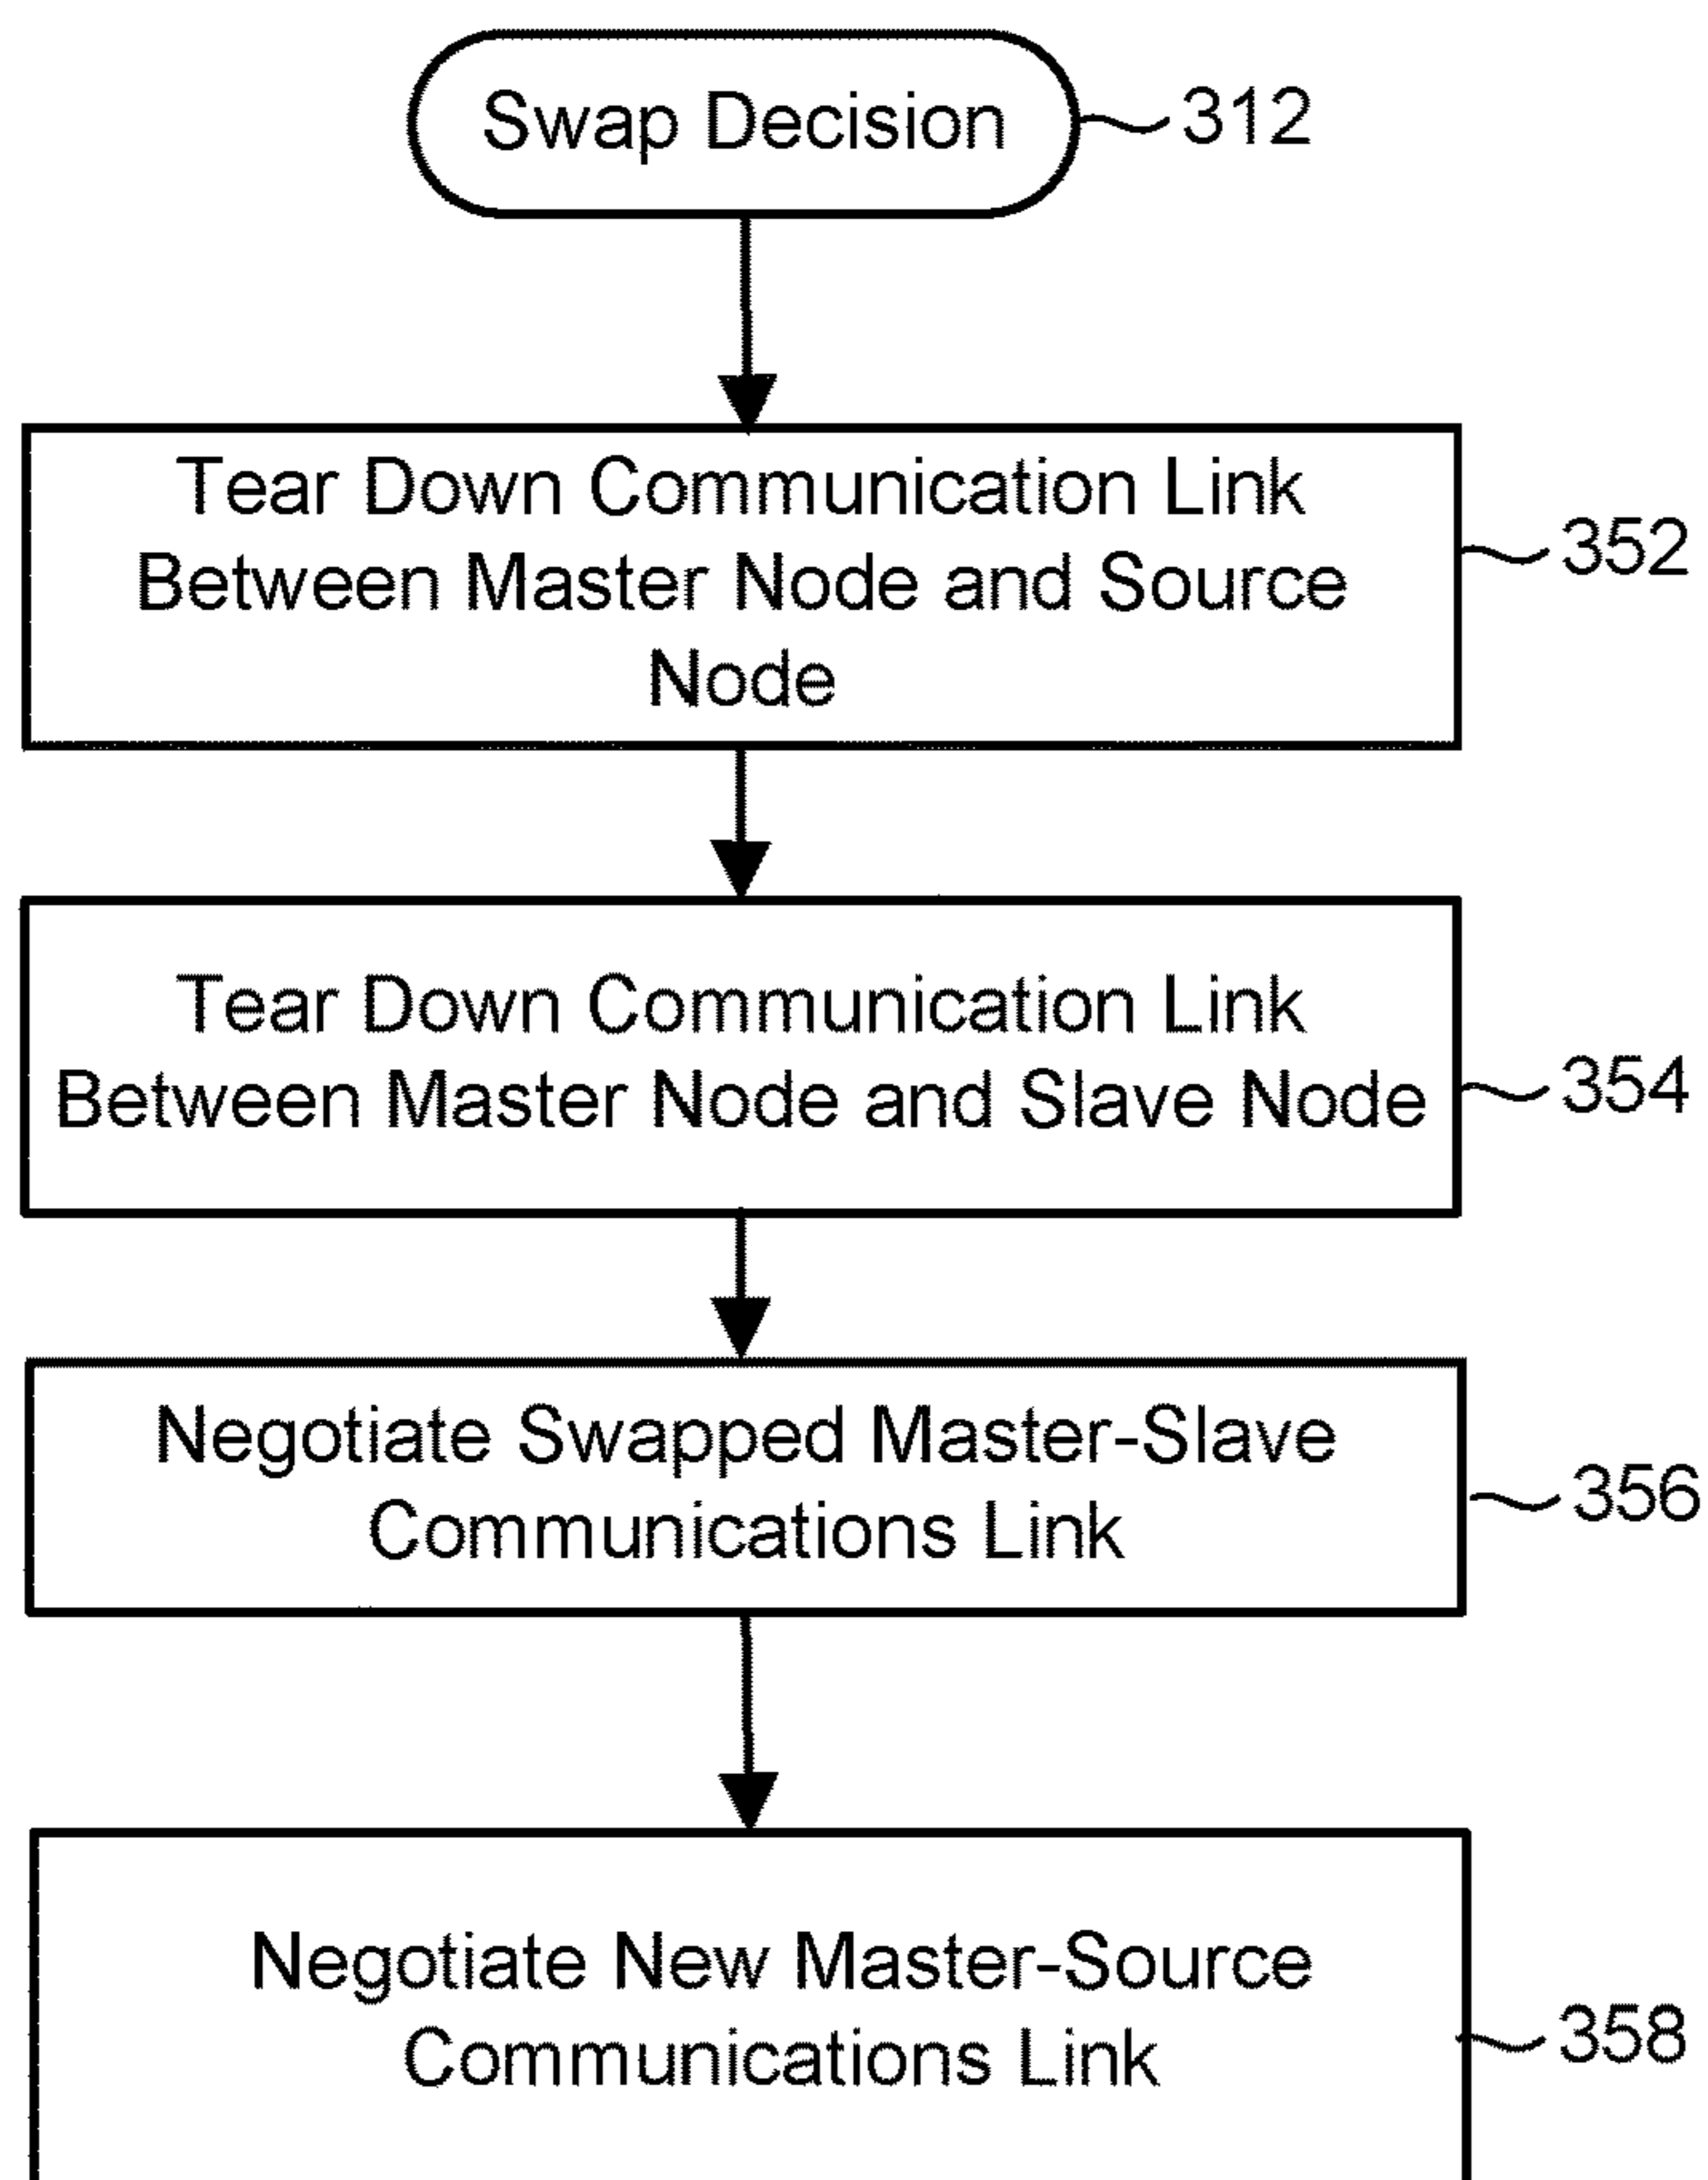 Swap Decision 312
Tear Down Communication Link
Between Master Node and Source
Node
352
Tear Down Communication Link
Between Master Node and Slave Node
354
Negotiate Swapped Master-Slave
Communications Link
356
Negotiate New Master-Source
Communications Link
358